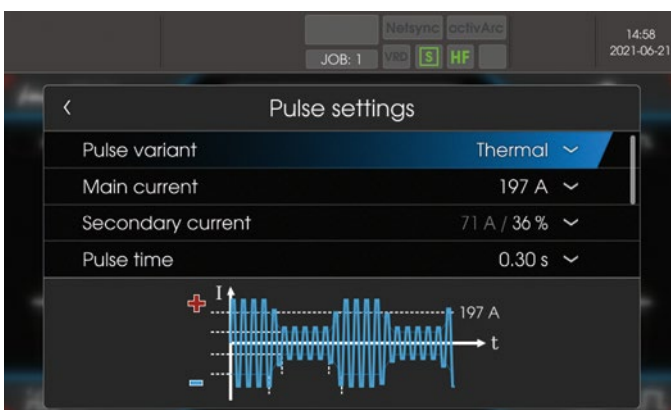 Netsync activArc
JOB: 1 VRD S HF
14:58
2021-06-21
Pulse settings
Pulse variant Thermal
Main current 197 A
Secondary current 71 A / 36 %
Pulse time 0.30 s
I
197 A
t